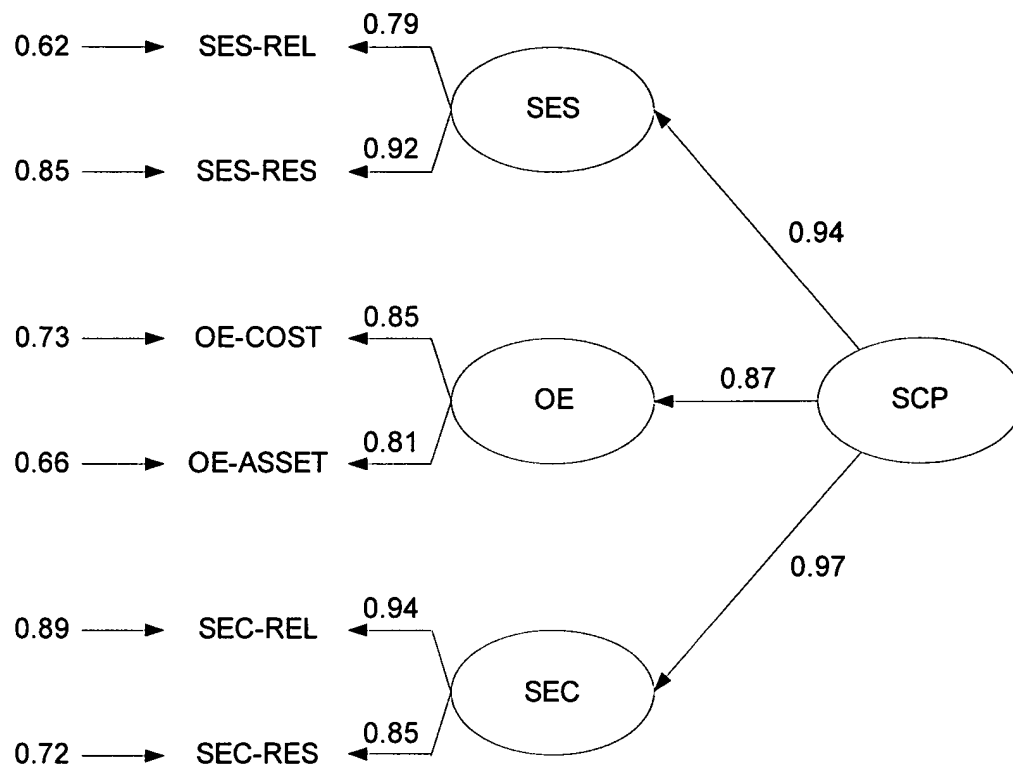 0.62 SES-REL 0.79
SES
0.85 SES-RES 0.92
0.94
0.73 OE-COST 0.85
OE 0.87 SCP
0.66 OE-ASSET 0.81
0.97
0.89 SEC-REL 0.94
SEC
0.72 SEC-RES 0.85